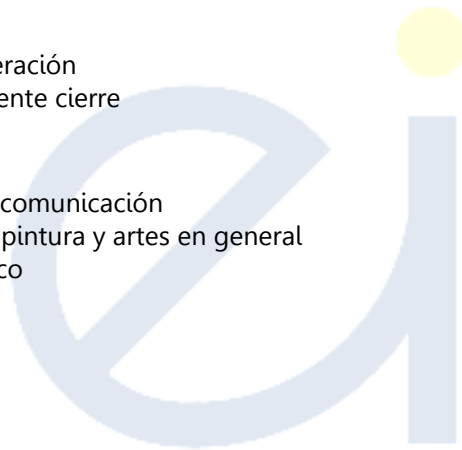 eración
ente cierre
comunicación
pintura y artes en general
co